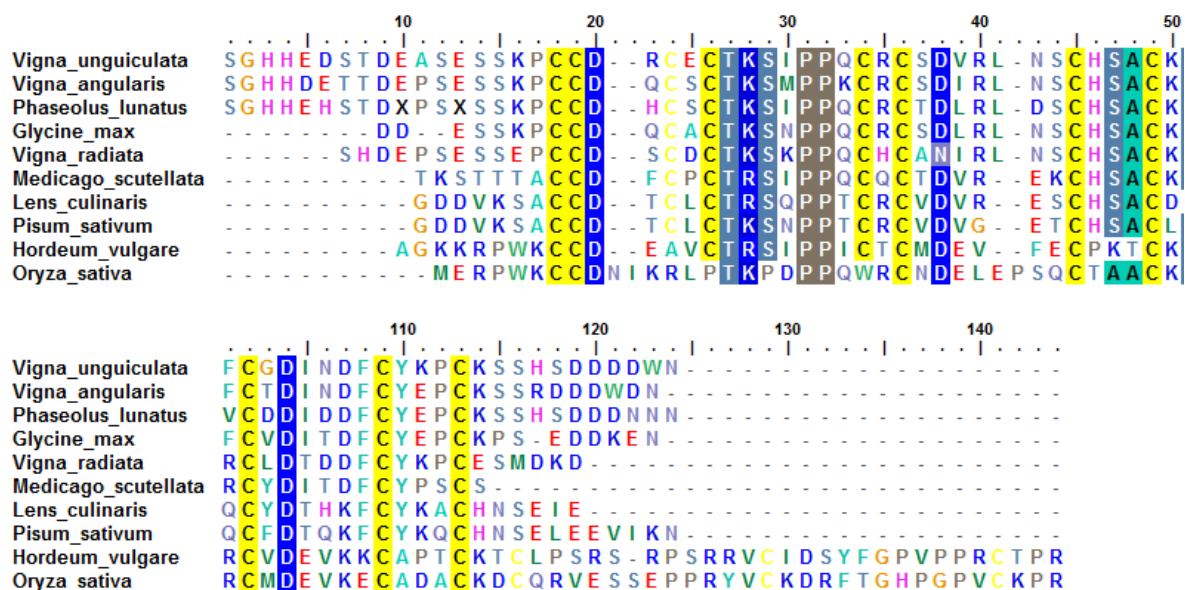 10 20 30 40 50
Vigna_unguiculata SGHHEDSTDEASESSKPCCD--RCECTKSIPPQCRCSDVRL-NSCHSACK
Vigna_angularis SGHHDETTDEPSESSKPCCD--QCSCTKSMPPKCRCSDIRL-NSCHSACK
Phaseolus_lunatus SGHHEHSTDXPSXSSKPCCD--HCSCTKSIPPQCRCTDLRL-DSCHSACK
Glycine_max --------DD--ESSKPCCD--QCACTKSNPPQCRCSDLRL-NSCHSACK
Vigna_radiata ------SHDEPSESSEPCCD--SCDCTKSKPPQCHCANIRL-NSCHSACK
Medicago_scutellata ----------TKSTTTACCD--FCPCTRSIPPQCQCTDVR--EKCHSACK
Lens_culinaris ----------GDDVKSACCD--TCLCTRSQPPTCRCVDVR--ESCHSACD
Pisum_sativum ----------GDDVKSACCD--TCLCTKSNPPTCRCVDVG--ETCHSACL
Hordeum_vulgare ---------AGKKRPWKCCD--EAVCTRSIPPICTCMDEV--FECPKTCK
Oryza_sativa -----------MERPWKCCDNIKRLPTKPDPPQWRCNDELEPSQCTAACK
110 120 130 140
Vigna_unguiculata FCGDINDFCYKPCKSSHSDDDDWN--------------------
Vigna_angularis FCTDINDFCYEPCKSSRDDDWDN---------------------
Phaseolus_lunatus VCDDIDDFCYEPCKSSHSDDDNNN--------------------
Glycine_max FCVDITDFCYEPCKPS-EDDKEN---------------------
Vigna_radiata RCLDTDDFCYKPCESMDKD-------------------------
Medicago_scutellata RCYDITDFCYPSCS------------------------------
Lens_culinaris QCYDTHKFCYKACHNSEIE-------------------------
Pisum_sativum QCFDTQKFCYKQCHNSELEEVIKN--------------------
Hordeum_vulgare RCVDEVKKCAPTCKTCLPSRS-RPSRRVCIDSYFGPVPPRCTPR
Oryza_sativa RCMDEVKECADACKDCQRVESSEPPRYVCKDRFTGHPGPVCKPR